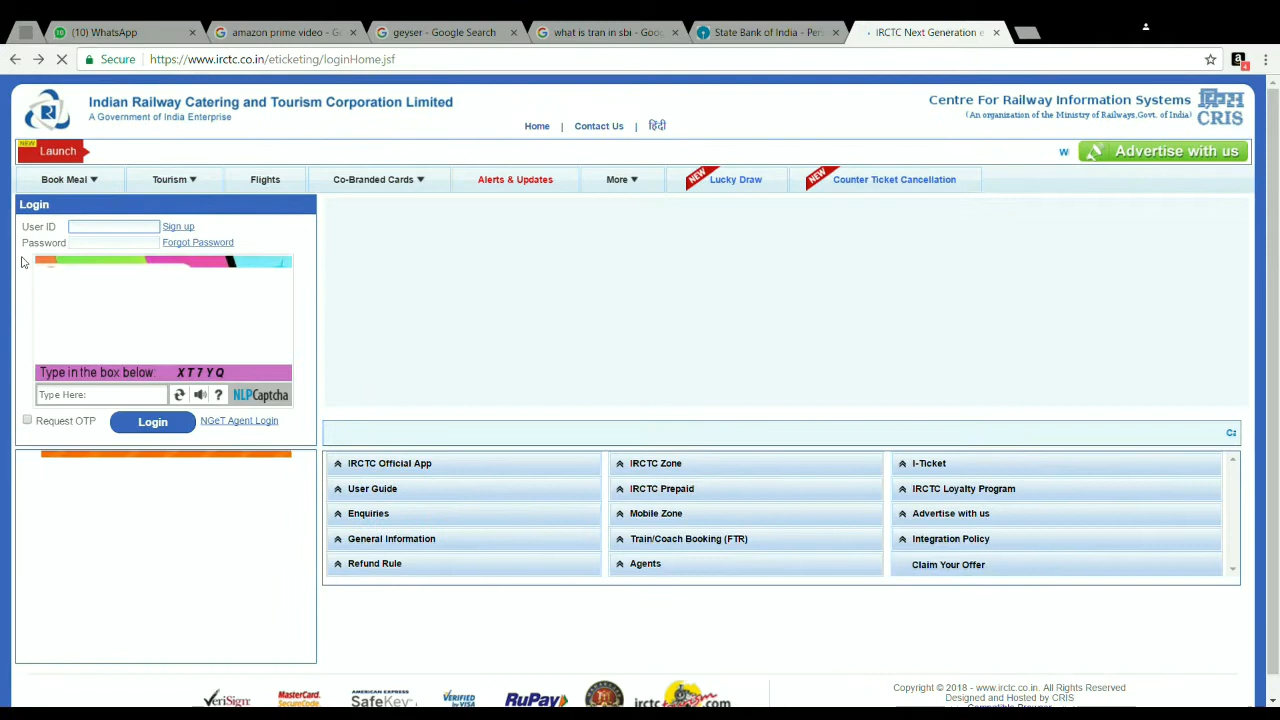 (10) WhatsApp
amazon prime video - G
geyser - Google Search
what is tran in sbi - Goog
State Bank of India - Per
IRCTC Next Generation e
Secure
https://www.irctc.co.in/eticketing/loginHome.jsf
Indian Railway Catering and Tourism Corporation Limited
A Government of India Enterprise
Centre For Railway Information Systems
(An organization of the Ministry of Railways,Govt. of India)
CRIS
Home | Contact Us | हिंदी
NEW
Launch
Advertise with us
Book Meal
Tourism
Flights
Co-Branded Cards
Alerts & Updates
More
NEW
Lucky Draw
NEW
Counter Ticket Cancellation
Login
User ID
Sign up
Password
Forgot Password
Type in the box below: XT7YQ
Type Here:
?
NLPCaptcha
Request OTP
Login
NGeT Agent Login
IRCTC Official App
IRCTC Zone
I-Ticket
User Guide
IRCTC Prepaid
IRCTC Loyalty Program
Enquiries
Mobile Zone
Advertise with us
General Information
Train/Coach Booking (FTR)
Integration Policy
Refund Rule
Agents
Claim Your Offer
VeriSign
MasterCard.
SecureCode.
AMERICAN EXPRESS
SafeKey
VERIFIED
by VISA
RuPay
Copyright © 2018 - www.irctc.co.in. All Rights Reserved
Designed and Hosted by CRIS